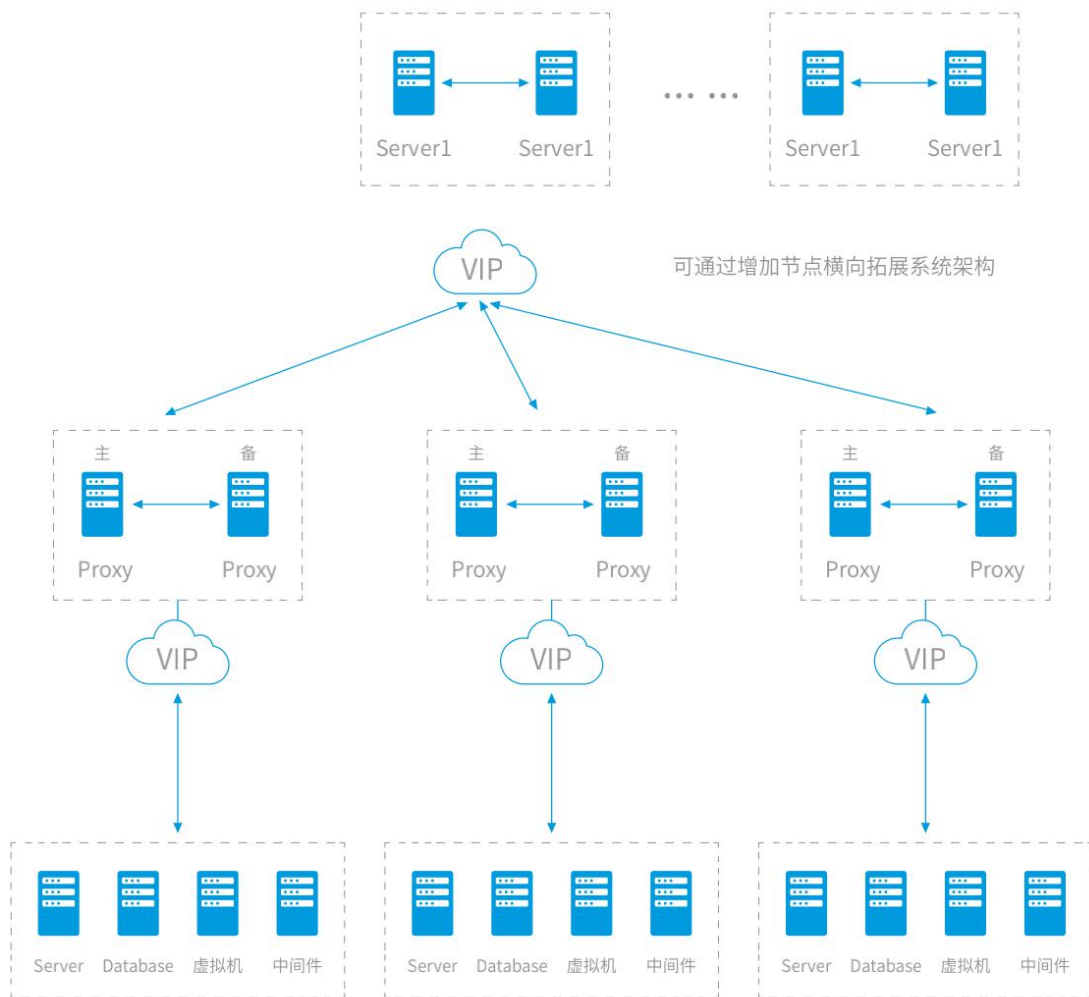 Server1 Server1 … … Server1 Server1
VIP
可通过增加节点横向拓展系统架构
主 备 主 备 主 备
Proxy Proxy Proxy Proxy Proxy Proxy
VIP VIP VIP
Server Database 虚拟机 中间件 Server Database 虚拟机 中间件 Server Database 虚拟机 中间件